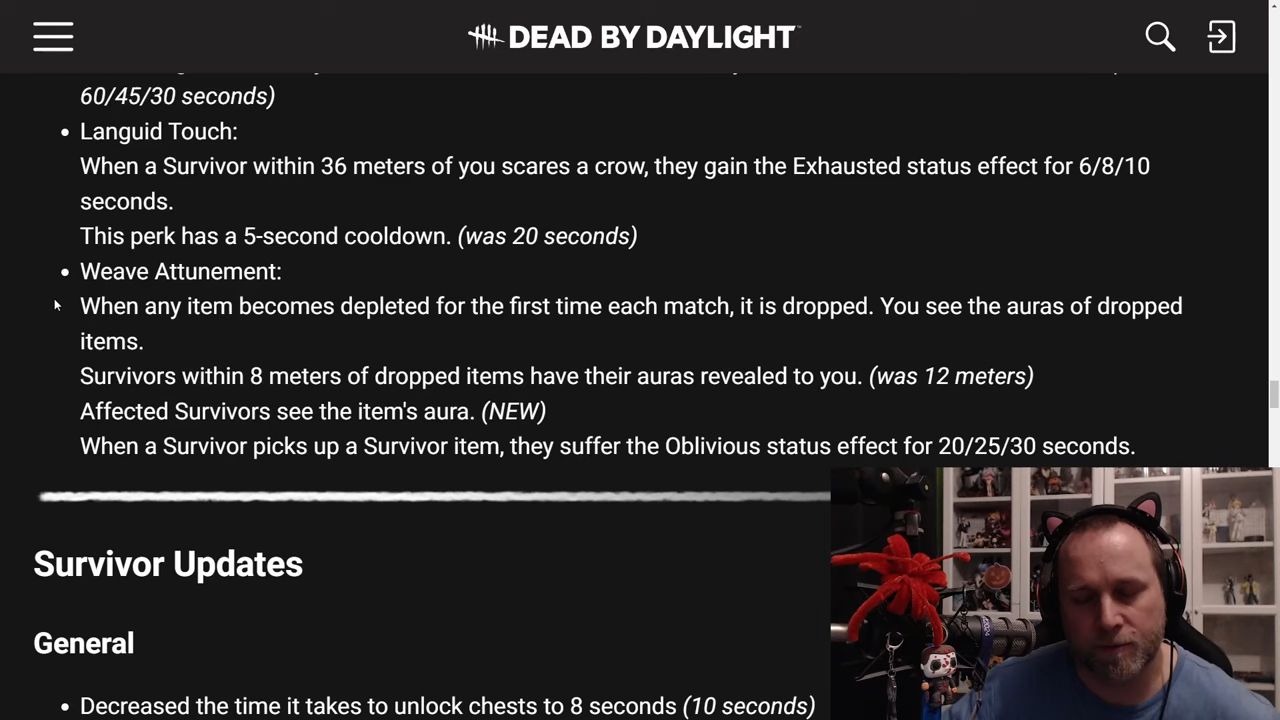 DEAD BY DAYLIGHT
60/45/30 seconds)
• Languid Touch:
When a Survivor within 36 meters of you scares a crow, they gain the Exhausted status effect for 6/8/10
seconds.
This perk has a 5-second cooldown. (was 20 seconds)
• Weave Attunement:
When any item becomes depleted for the first time each match, it is dropped. You see the auras of dropped
items.
Survivors within 8 meters of dropped items have their auras revealed to you. (was 12 meters)
Affected Survivors see the item's aura. (NEW)
When a Survivor picks up a Survivor item, they suffer the Oblivious status effect for 20/25/30 seconds.
Survivor Updates
General
• Decreased the time it takes to unlock chests to 8 seconds (10 seconds)